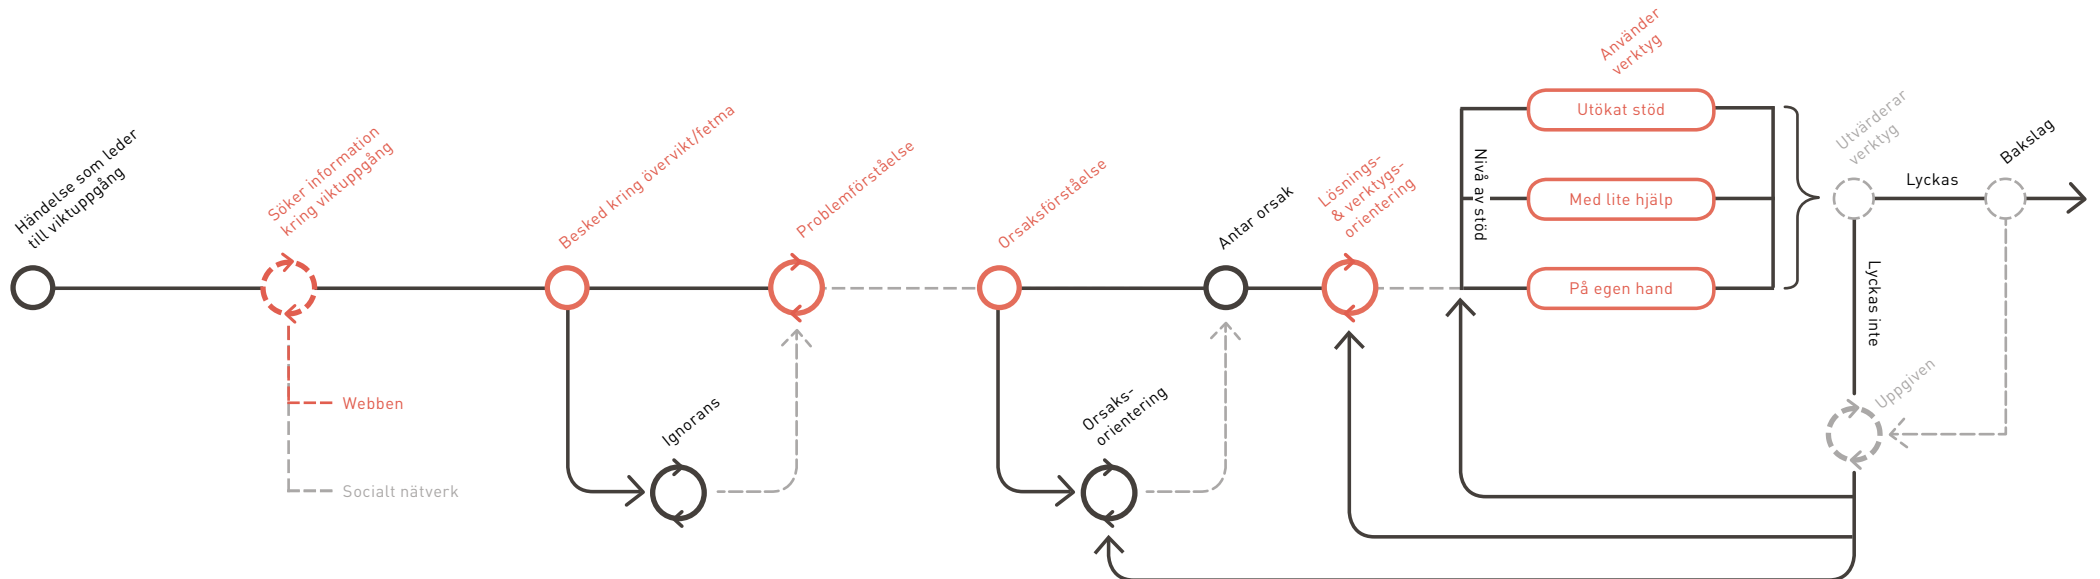 Händelse som leder
till viktuppgång
Söker information
kring viktuppgång
Webben
Socialt nätverk
Besked kring övervikt/fetma
Ignorans
Problemförståelse
Orsaksförståelse
Orsaks-
orientering
Antar orsak
Lösnings-
& verktygs-
orientering
Nivå av stöd
Använder
verktyg
Utökat stöd
Med lite hjälp
På egen hand
Utvärderar
verktyg
Lyckas
Bakslag
Lyckas inte
Uppgiven